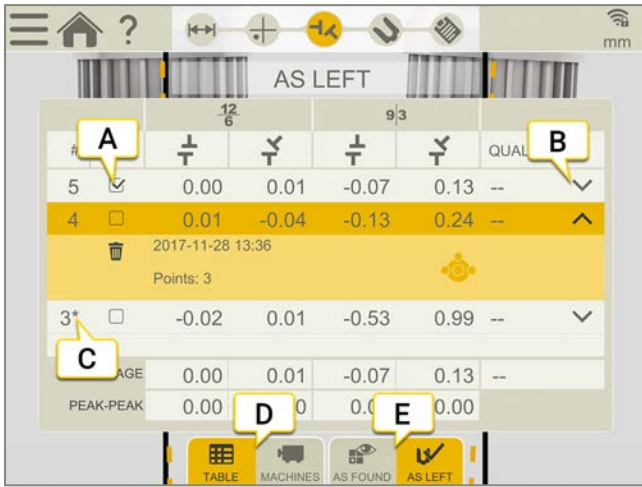 ?
mm
AS LEFT
12
6
9 3
#
A
QUAL
B
5 0.00 0.01 -0.07 0.13 --
4 0.01 -0.04 -0.13 0.24 --
2017-11-28 13:36
Points: 3
3* -0.02 0.01 -0.53 0.99 --
C
AGE 0.00 0.01 -0.07 0.13 --
PEAK-PEAK 0.00 0 0.0 0.00
D
E
TABLE MACHINES AS FOUND AS LEFT